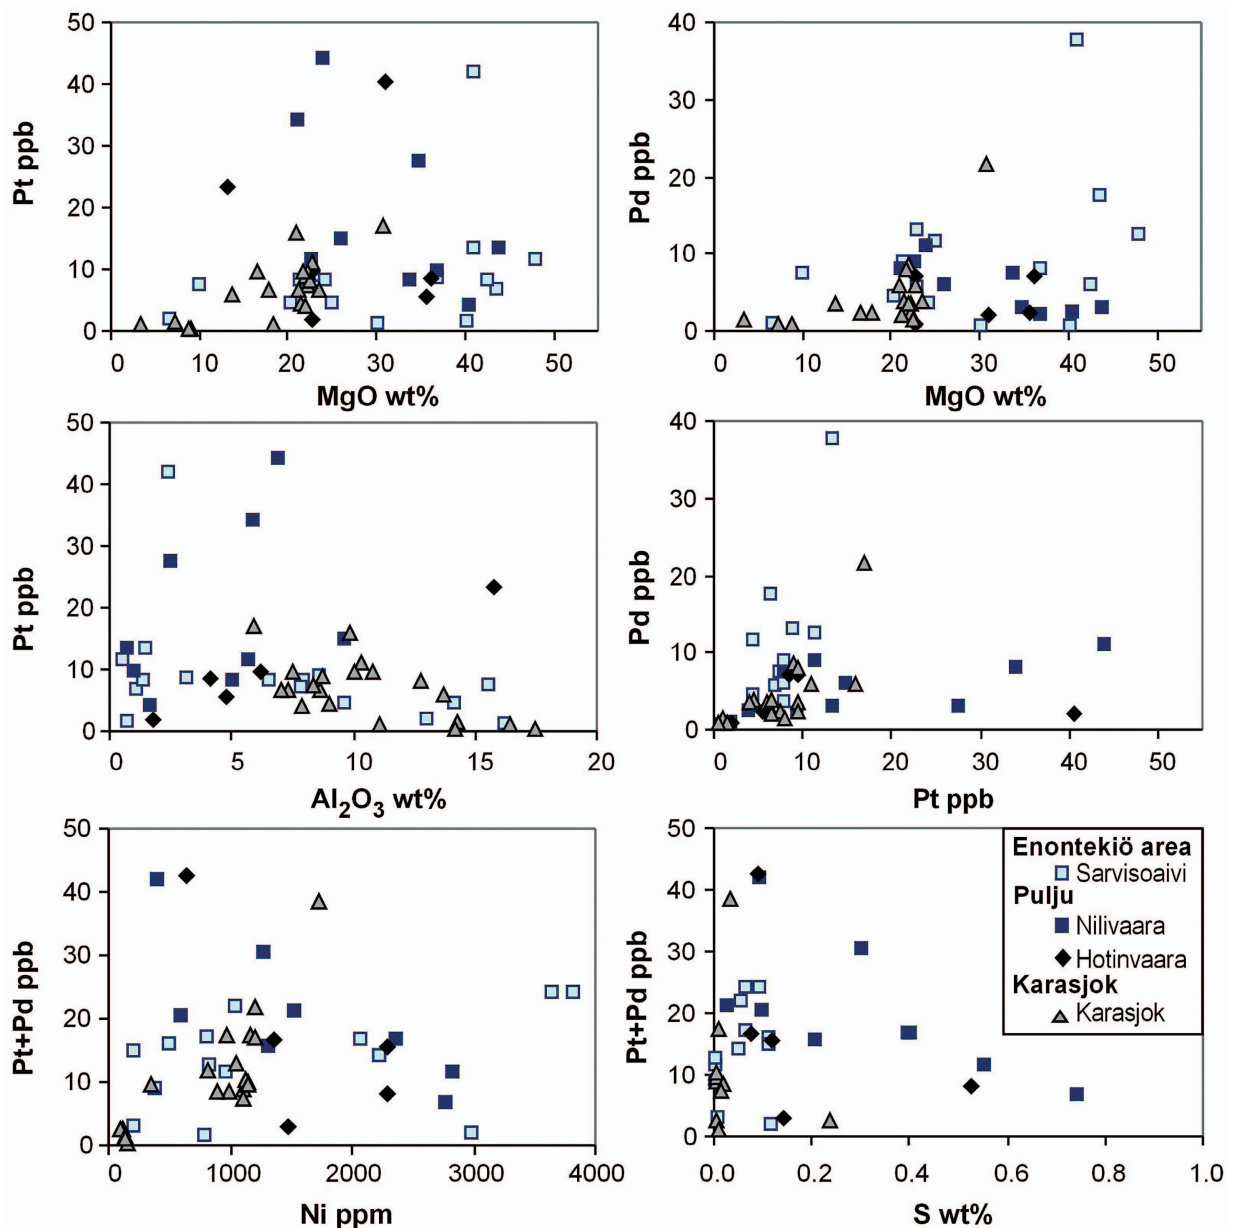 50
40
30
20
10
0
Pt ppb
0 10 20 30 40 50
MgO wt%
40
30
20
10
0
Pd ppb
0 10 20 30 40 50
MgO wt%
50
40
30
20
10
0
Pt ppb
0 5 10 15 20
Al2O3 wt%
40
30
20
10
0
Pd ppb
0 10 20 30 40 50
Pt ppb
50
40
30
20
10
0
Pt+Pd ppb
0 1000 2000 3000 4000
Ni ppm
50
40
30
20
10
0
Pt+Pd ppb
0.0 0.2 0.4 0.6 0.8 1.0
S wt%
Enontekiö area
Sarvisoaivi
Pulju
Nilivaara
Hotinvaara
Karasjok
Karasjok